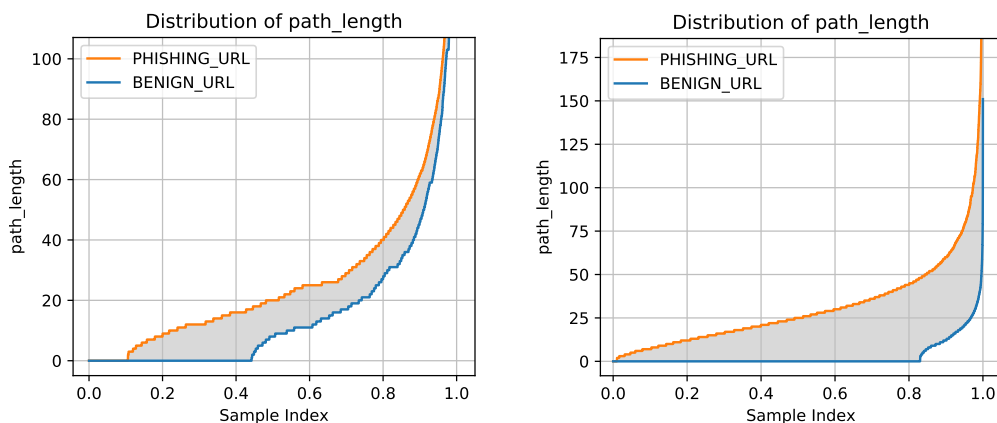 Distribution of path_length
PHISHING_URL
BENIGN_URL
path_length
100
80
60
40
20
0
0.0 0.2 0.4 0.6 0.8 1.0
Sample Index
Distribution of path_length
PHISHING_URL
BENIGN_URL
path_length
175
150
125
100
75
50
25
0
0.0 0.2 0.4 0.6 0.8 1.0
Sample Index